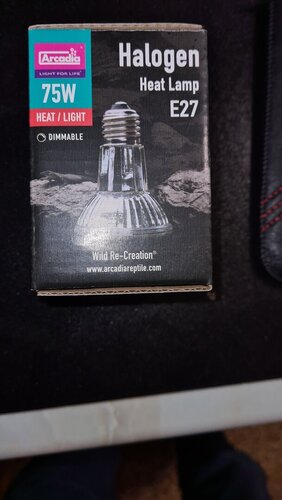 Arcadia
LIGHT FOR LIFE
75W
HEAT / LIGHT
DIMMABLE
Halogen
Heat Lamp
E27
Wild Re-Creation®
www.arcadiareptile.com